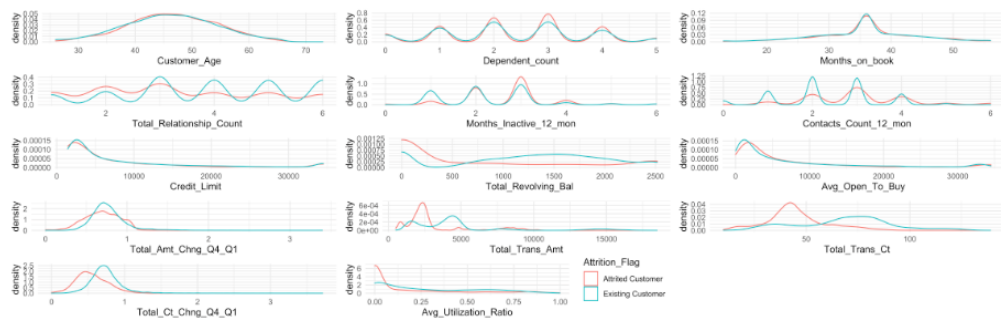 density
0.05
0.04
0.03
0.02
0.01
0.00
30 40 50 60 70
Customer_Age
density
0.8
0.6
0.4
0.2
0.0
0 1 2 3 4 5
Dependent_count
density
0.12
0.09
0.06
0.03
0.00
20 30 40 50
Months_on_book
density
0.4
0.3
0.2
0.1
0.0
2 4 6
Total_Relationship_Count
density
1.0
0.5
0.0
0 2 4 6
Months_Inactive_12_mon
density
1.25
1.00
0.75
0.50
0.25
0.00
0 2 4 6
Contacts_Count_12_mon
density
0.00015
0.00010
0.00005
0.00000
0 10000 20000 30000
Credit_Limit
density
0.00125
0.00100
0.00075
0.00050
0.00025
0.00000
0 500 1000 1500 2000 2500
Total_Revolving_Bal
density
0.00015
0.00010
0.00005
0.00000
0 10000 20000 30000
Avg_Open_To_Buy
density
2
1
0
0 1 2 3
Total_Amt_Chng_Q4_Q1
density
6e-04
4e-04
2e-04
0e+00
5000 10000 15000
Total_Trans_Amt
density
0.04
0.03
0.02
0.01
0.00
50 100
Total_Trans_Ct
density
2.5
2.0
1.5
1.0
0.5
0.0
0 1 2 3
Total_Ct_Chng_Q4_Q1
density
6
4
2
0
0.00 0.25 0.50 0.75 1.00
Avg_Utilization_Ratio
Attrition_Flag
Attrited Customer
Existing Customer